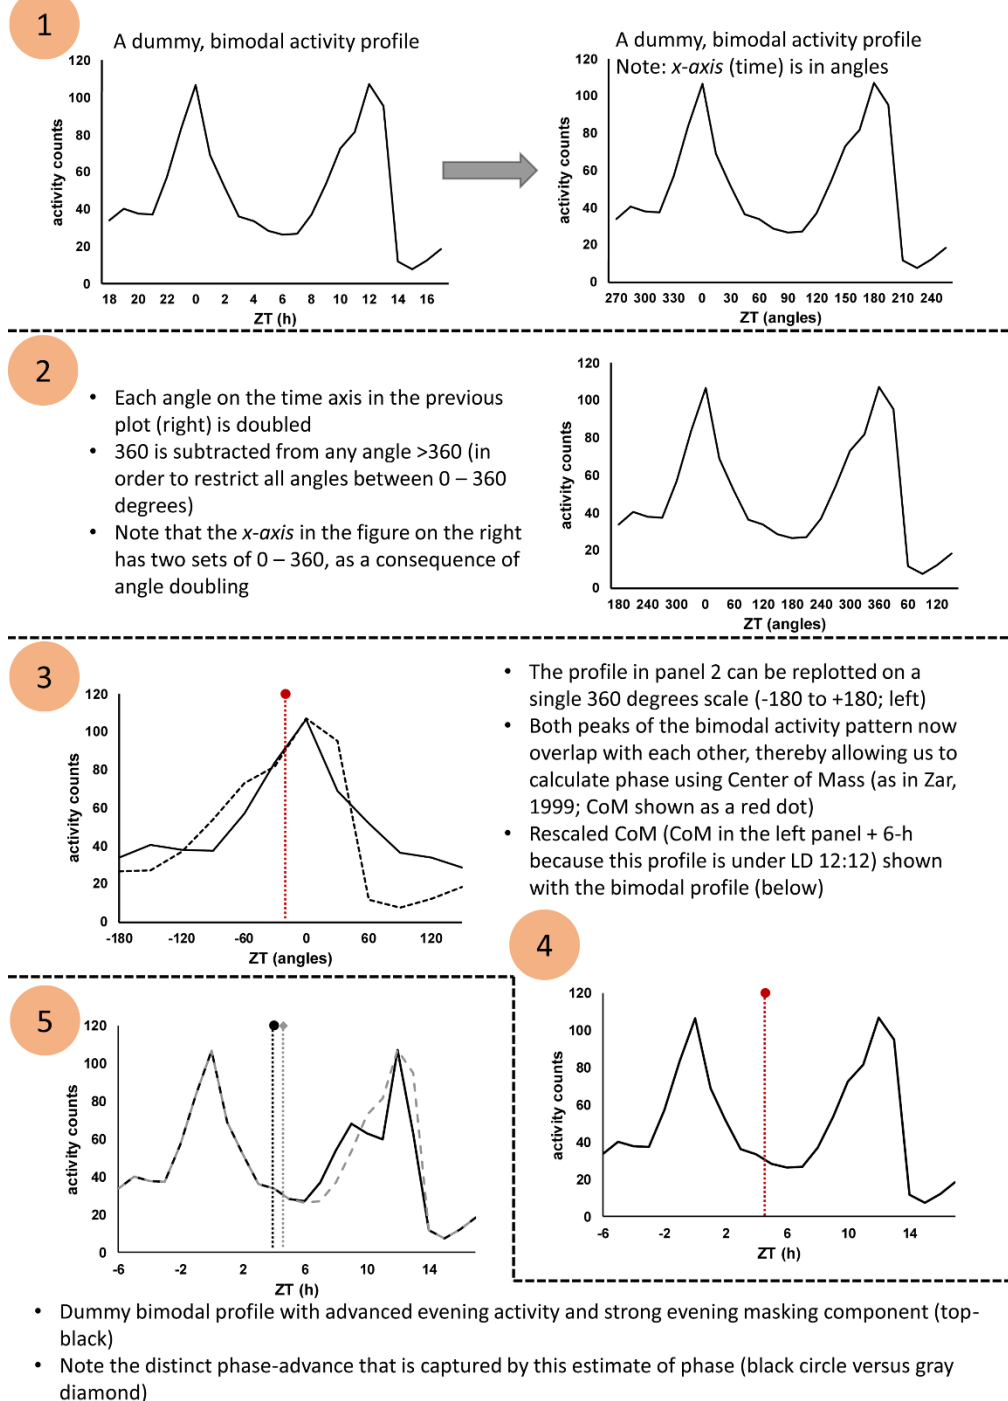 1
A dummy, bimodal activity profile
120
100
80
60
40
20
0
activity counts
18 20 22 0 2 4 6 8 10 12 14 16
ZT (h)
A dummy, bimodal activity profile
Note: x-axis (time) is in angles
120
100
80
60
40
20
0
activity counts
270 300 330 0 30 60 90 120 150 180 210 240
ZT (angles)
2
• Each angle on the time axis in the previous
plot (right) is doubled
• 360 is subtracted from any angle >360 (in
order to restrict all angles between 0 – 360
degrees)
• Note that the x-axis in the figure on the right
has two sets of 0 – 360, as a consequence of
angle doubling
120
100
80
60
40
20
0
activity counts
180 240 300 0 60 120 180 240 300 360 60 120
ZT (angles)
3
120
100
80
60
40
20
0
activity counts
-180 -120 -60 0 60 120
ZT (angles)
• The profile in panel 2 can be replotted on a
single 360 degrees scale (-180 to +180; left)
• Both peaks of the bimodal activity pattern now
overlap with each other, thereby allowing us to
calculate phase using Center of Mass (as in Zar,
1999; CoM shown as a red dot)
• Rescaled CoM (CoM in the left panel + 6-h
because this profile is under LD 12:12) shown
with the bimodal profile (below)
4
120
100
80
60
40
20
0
activity counts
-6 -2 2 6 10 14
ZT (h)
5
120
100
80
60
40
20
0
activity counts
-6 -2 2 6 10 14
ZT (h)
• Dummy bimodal profile with advanced evening activity and strong evening masking component (top-
black)
• Note the distinct phase-advance that is captured by this estimate of phase (black circle versus gray
diamond)